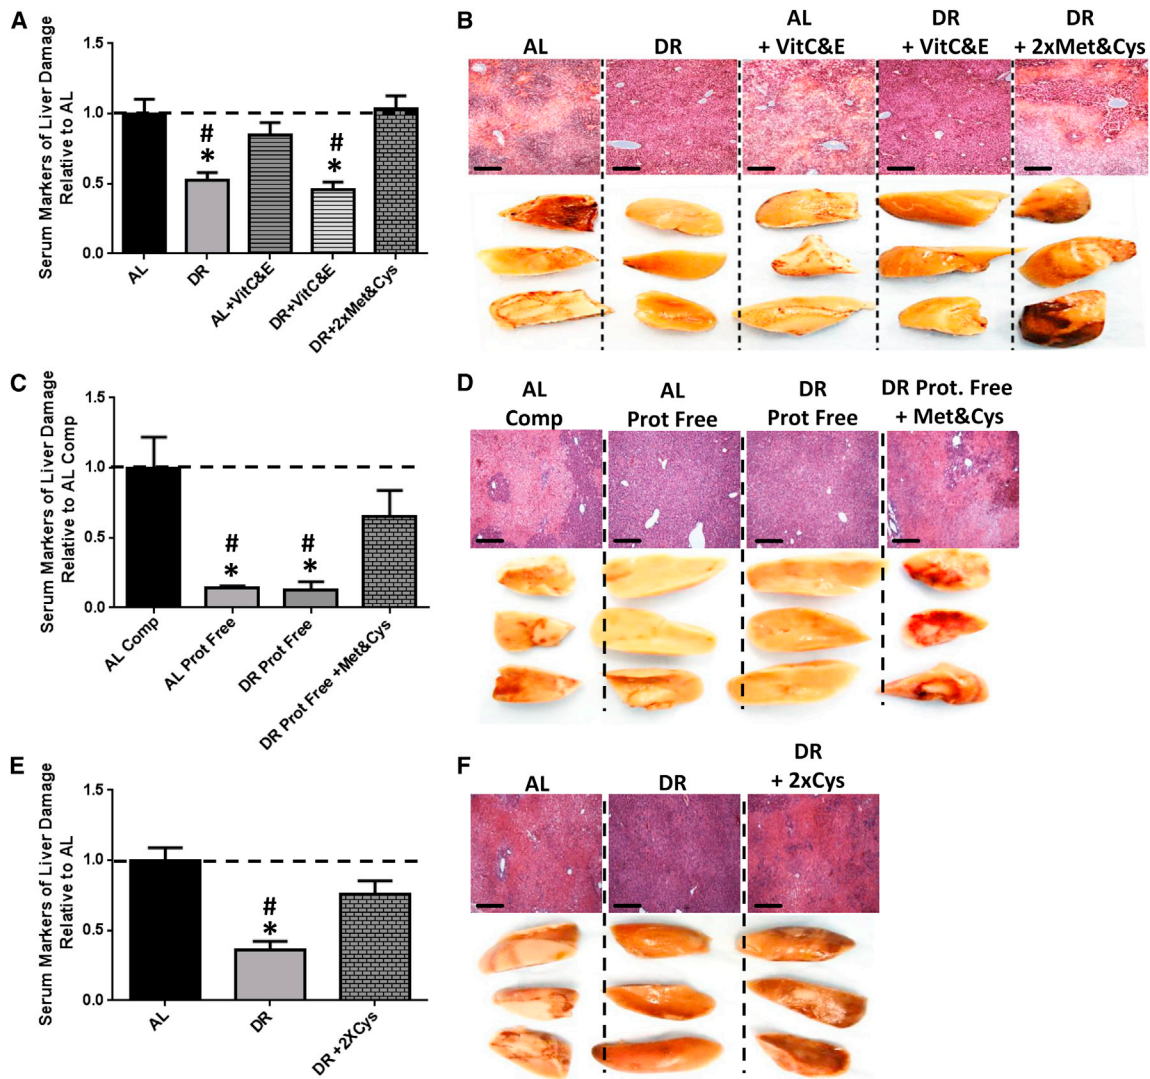 A
Serum Markers of Liver Damage
Relative to AL
1.5
1.0
0.5
0.0
#
*
#
*
AL
DR
AL+VitC&E
DR+VitC&E
DR+2xMet&Cys
B
AL
DR
AL
+ VitC&E
DR
+ VitC&E
DR
+ 2xMet&Cys
C
Serum Markers of Liver Damage
Relative to AL Comp
1.5
1.0
0.5
0.0
#
*
#
*
AL Comp
AL Prot Free
DR Prot Free
DR Prot Free +Met&Cys
D
AL
Comp
AL
Prot Free
DR
Prot Free
DR Prot. Free
+ Met&Cys
E
Serum Markers of Liver Damage
Relative to AL
1.5
1.0
0.5
0.0
#
*
AL
DR
DR +2XCys
F
AL
DR
DR
+ 2xCys